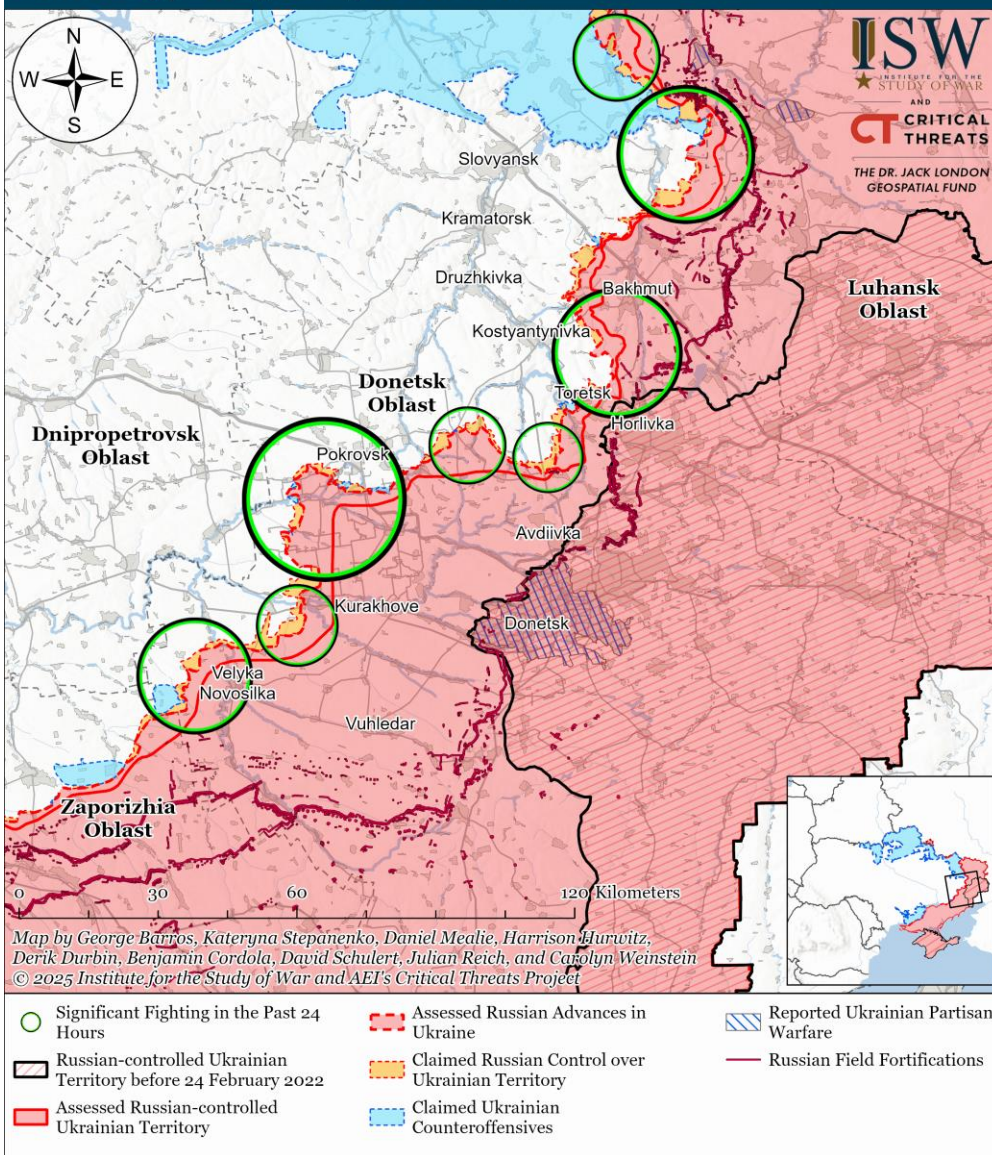 N
W E
S
ISW
INSTITUTE FOR THE
STUDY OF WAR
AND
CT CRITICAL
THREATS
THE DR. JACK LONDON
GEOSPATIAL FUND
Slovyansk
Kramatorsk
Druzhkivka
Bakhmut
Luhansk
Oblast
Kostyantynivka
Donetsk
Oblast
Toretsk
Horlivka
Dnipropetrovsk
Oblast
Pokrovsk
Avdiivka
Kurakhove
Donetsk
Velyka
Novosilka
Vuhledar
Zaporizhia
Oblast
0 30 60 120 Kilometers
Map by George Barros, Kateryna Stepanenko, Daniel Mealie, Harrison Hurwitz,
Derik Durbin, Benjamin Cordola, David Schulert, Julian Reich, and Carolyn Weinstein
© 2025 Institute for the Study of War and AEI's Critical Threats Project
Significant Fighting in the Past 24
Hours
Russian-controlled Ukrainian
Territory before 24 February 2022
Assessed Russian-controlled
Ukrainian Territory
Assessed Russian Advances in
Ukraine
Claimed Russian Control over
Ukrainian Territory
Claimed Ukrainian
Counteroffensives
Reported Ukrainian Partisan
Warfare
Russian Field Fortifications